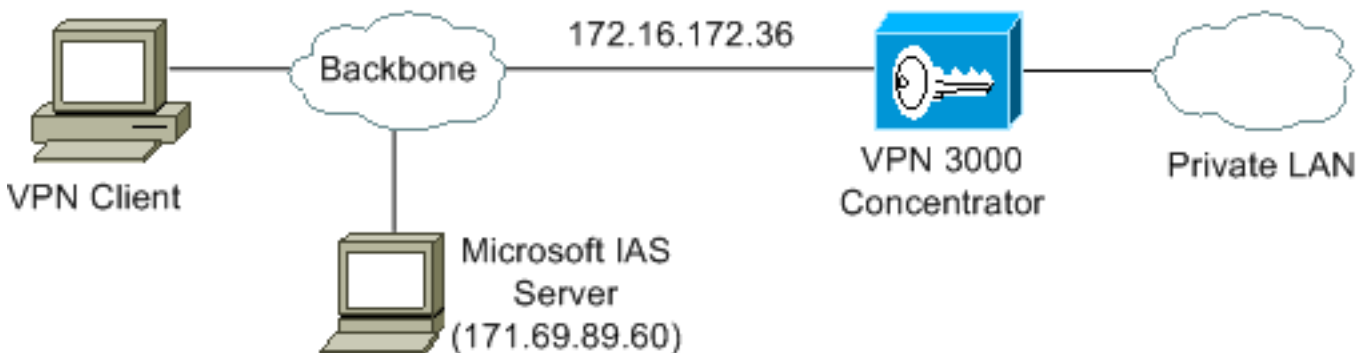 172.16.172.36
Backbone
VPN Client
VPN 3000
Concentrator
Private LAN
Microsoft IAS
Server
(171.69.89.60)